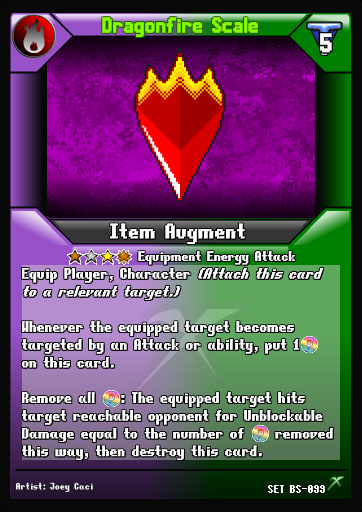 Dragonfire Scale
5
Item Augment
Equipment Energy Attack
Equip Player, Character (Attach this card
to a relevant target.)
Whenever the equipped target becomes
targeted by an Attack or ability, put 1
on this card.
Remove all : The equipped target hits
target reachable opponent for Unblockable
Damage equal to the number of removed
this way, then destroy this card.
Artist: Joey Caci
SET BS-099